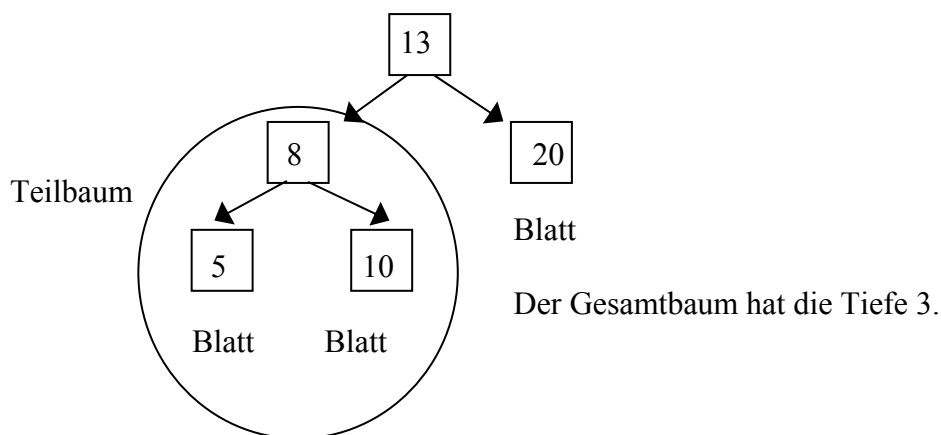 13
8
20
Teilbaum
Blatt
5
10
Der Gesamtbaum hat die Tiefe 3.
Blatt
Blatt